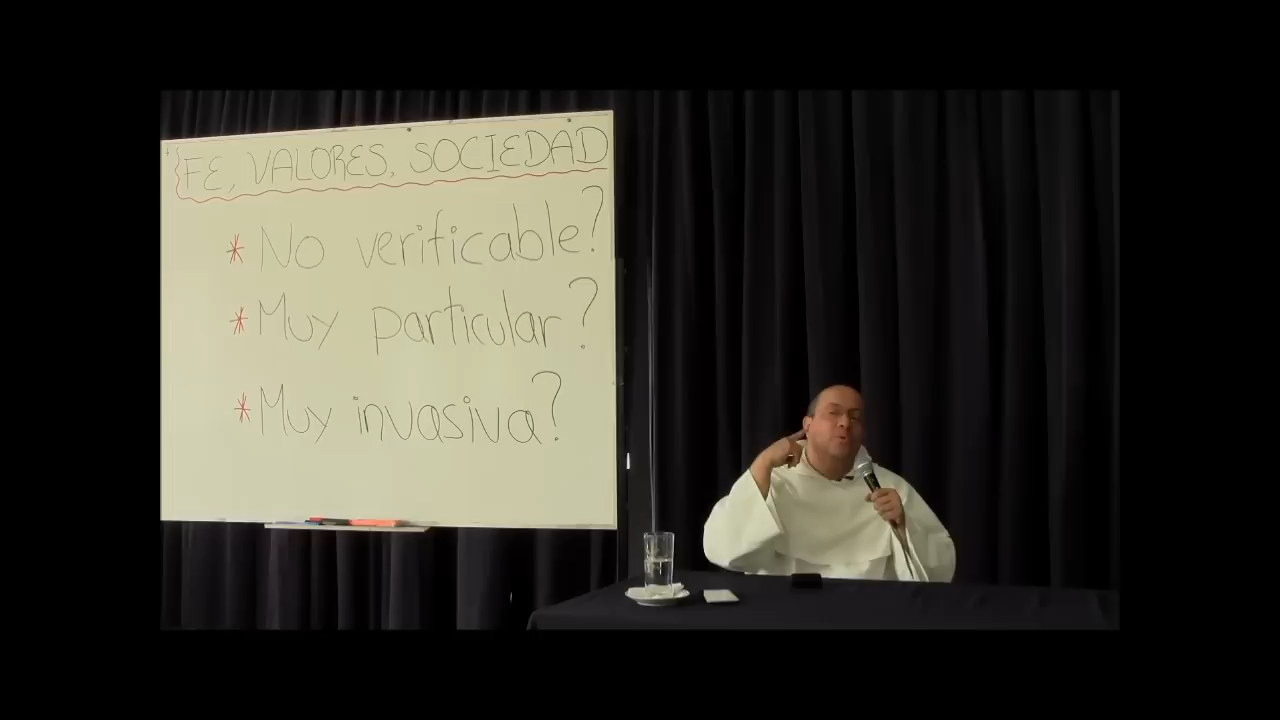 FE, VALORES, SOCIEDAD
* No verificable?
* Muy particular?
* Muy invasiva?